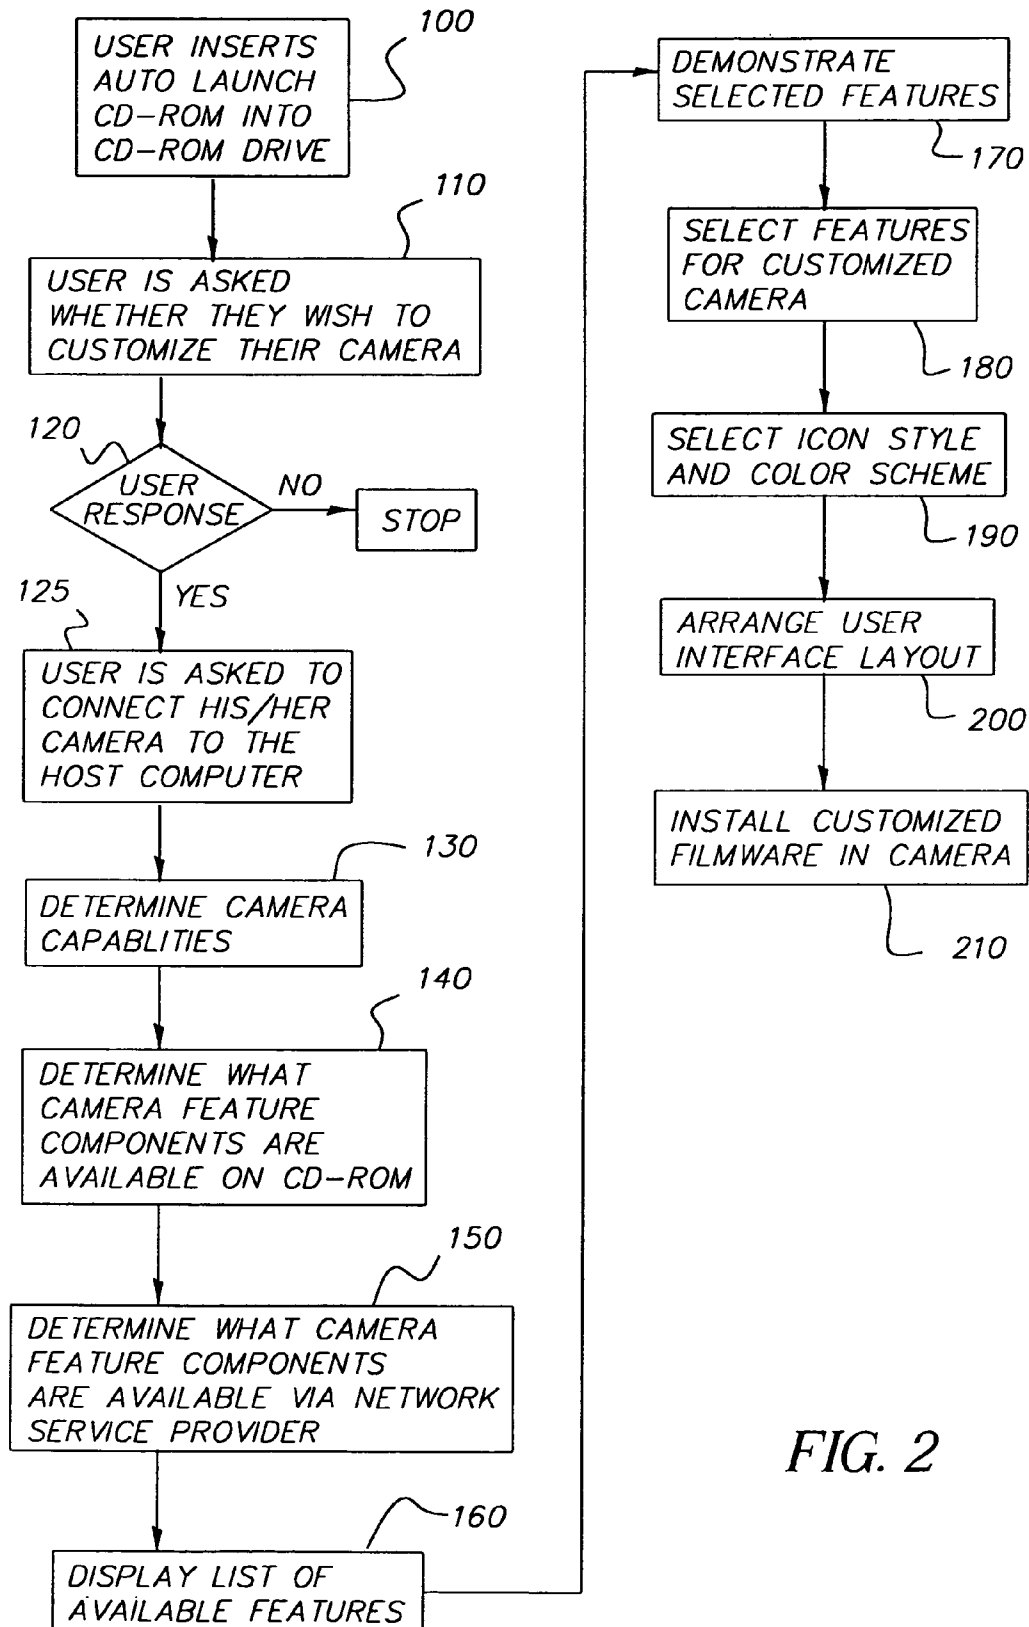 USER INSERTS
AUTO LAUNCH
CD-ROM INTO
CD-ROM DRIVE
100
110
USER IS ASKED
WHETHER THEY WISH TO
CUSTOMIZE THEIR CAMERA
120
USER
RESPONSE
NO
STOP
YES
125
USER IS ASKED TO
CONNECT HIS/HER
CAMERA TO THE
HOST COMPUTER
130
DETERMINE CAMERA
CAPABLITIES
140
DETERMINE WHAT
CAMERA FEATURE
COMPONENTS ARE
AVAILABLE ON CD-ROM
150
DETERMINE WHAT CAMERA
FEATURE COMPONENTS
ARE AVAILABLE VIA NETWORK
SERVICE PROVIDER
160
DISPLAY LIST OF
AVAILABLE FEATURES
DEMONSTRATE
SELECTED FEATURES
170
SELECT FEATURES
FOR CUSTOMIZED
CAMERA
180
SELECT ICON STYLE
AND COLOR SCHEME
190
ARRANGE USER
INTERFACE LAYOUT
200
INSTALL CUSTOMIZED
FILMWARE IN CAMERA
210
FIG. 2